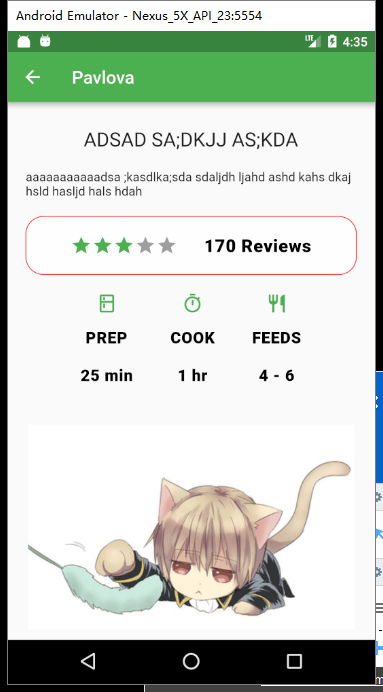 Android Emulator - Nexus_5X_API_23:5554
LTE 4:35
Pavlova
ADSAD SA;DKJJ AS;KDA
aaaaaaaaaaadsa ;kasdlka;sda sdaljdh ljahd ashd kahs dkaj
hsld hasljd hals hdah
170 Reviews
PREP COOK FEEDS
25 min 1 hr 4 - 6